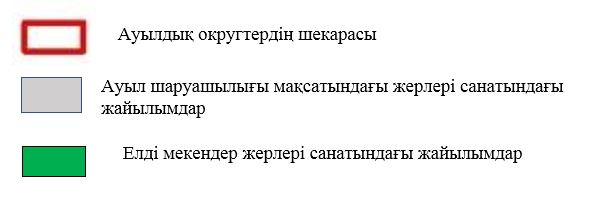 Ауылдық округтердің шекарасы
Ауыл шаруашылығы мақсатындағы жерлері санатындағы
жайылымдар
Елді мекендер жерлері санатындағы жайылымдар